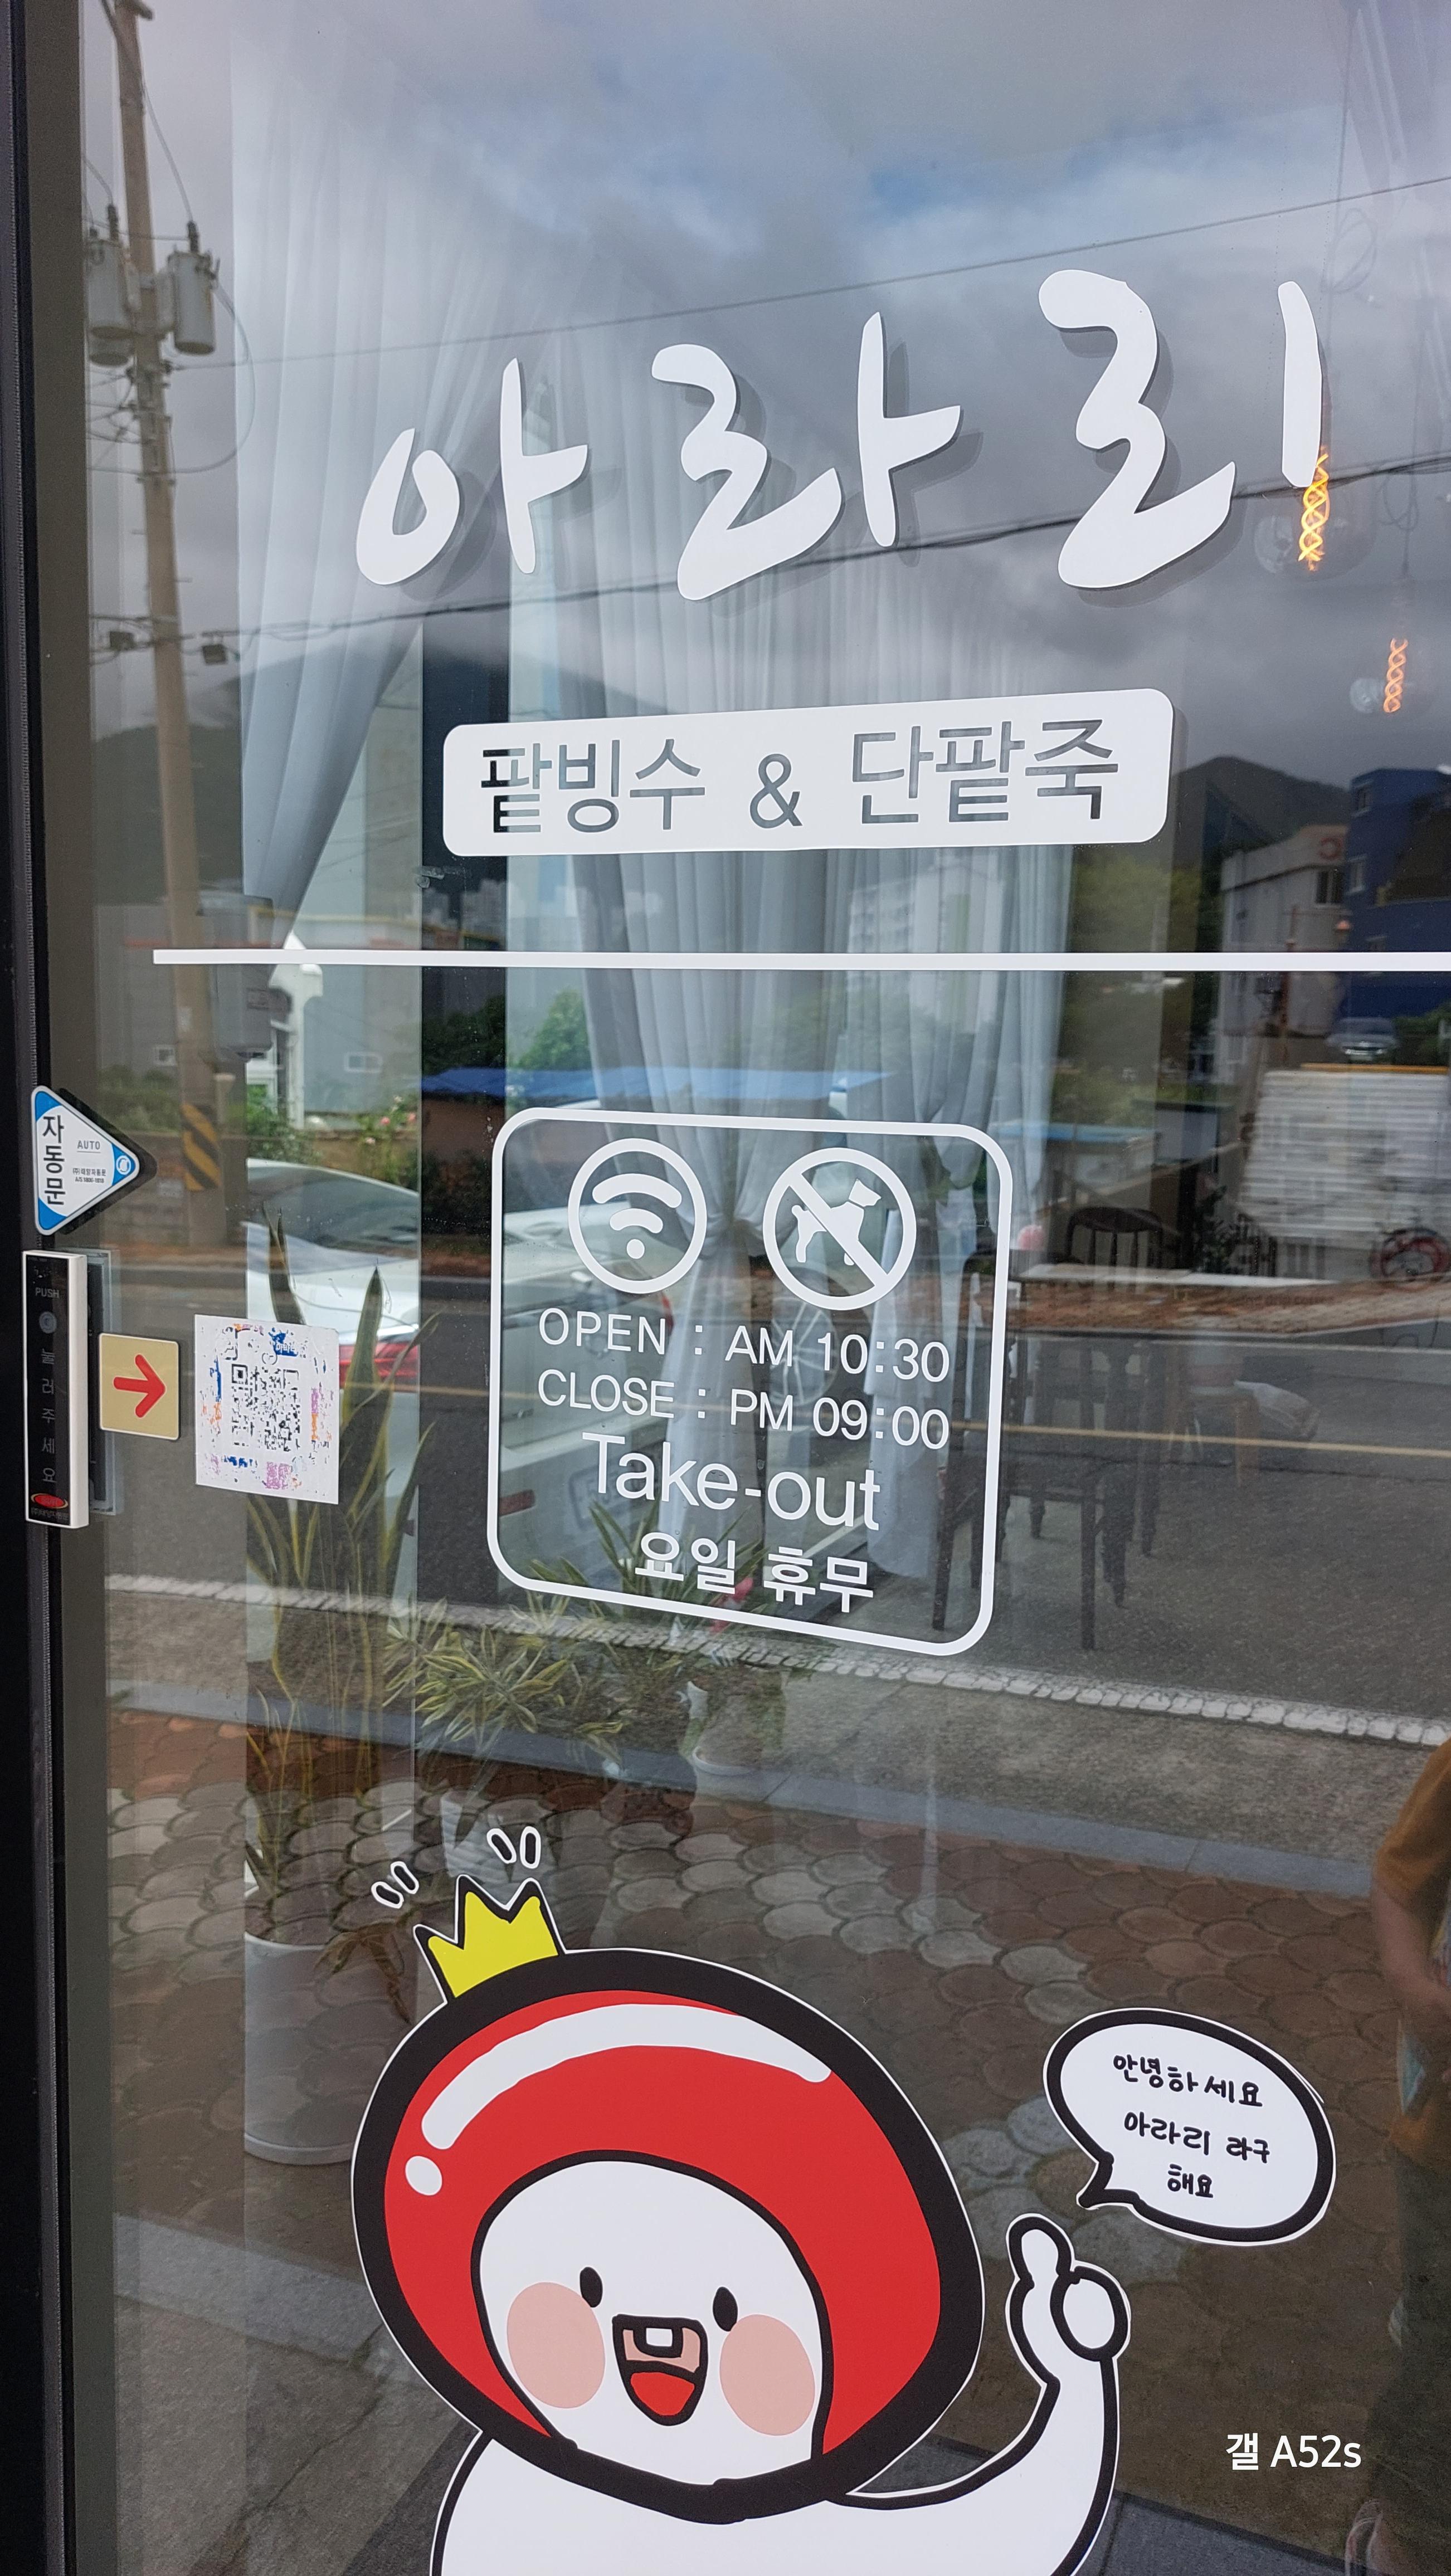 아라리
팥빙수 & 단팥죽
자동문
AUTO
PUSH
눌러주세요
OPEN : AM 10:30
CLOSE : PM 09:00
Take-out
요일 휴무
안녕하세요
아라리 라구
해요
갤 A52s